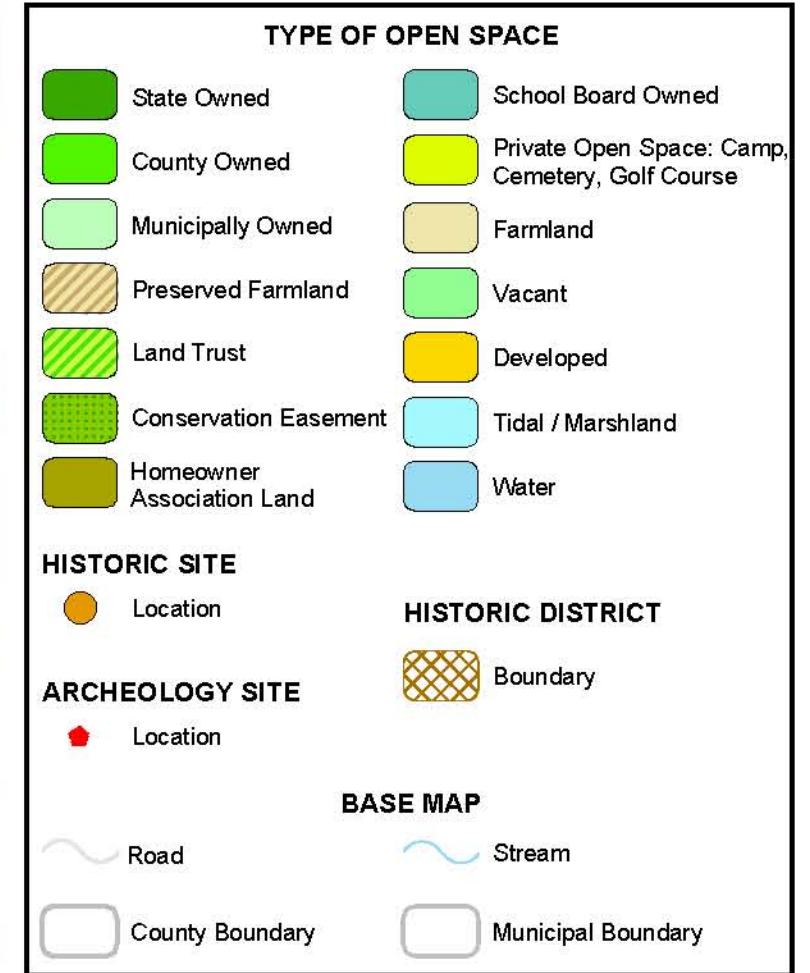 TYPE OF OPEN SPACE
State Owned
County Owned
Municipally Owned
Preserved Farmland
Land Trust
Conservation Easement
Homeowner
Association Land
School Board Owned
Private Open Space: Camp,
Cemetery, Golf Course
Farmland
Vacant
Developed
Tidal / Marshland
Water
HISTORIC SITE
Location
ARCHEOLOGY SITE
Location
HISTORIC DISTRICT
Boundary
BASE MAP
Road
Stream
County Boundary
Municipal Boundary